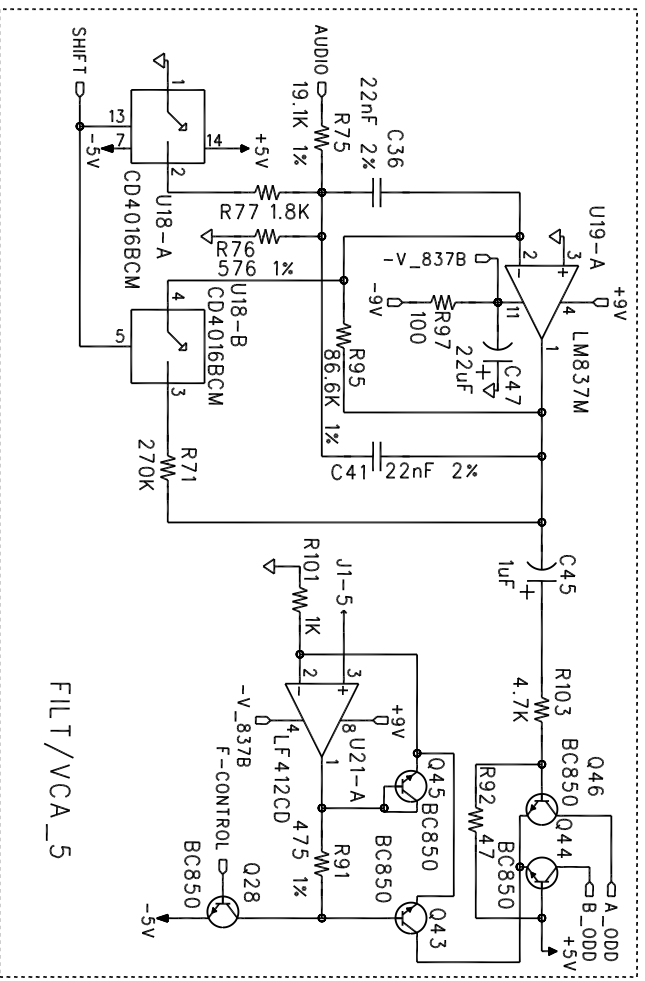 SHIFT
AUDIO
1
13
7
-5V
14
+5V
2
U18-A
CD4016BCM
R75
19.1K 1%
C36
22nF 2%
R77 1.8K
R76
576 1%
U18-B
CD4016BCM
4
5
3
R71
270K
U19-A
LM837M
2
3
-
+
+9V
4
11
1
-V_837B
-9V
R97
100
C47
22uF
+
R95
86.6K 1%
C41 22nF 2%
C45
1uF
+
R103
4.7K
R101
1K
J1-5
2
3
-
+
+9V
8
4
-V_837B
1
U21-A
LF412CD
F-CONTROL
Q28
BC850
-5V
R91
475 1%
Q45
BC850
Q43
BC850
R92
47
Q46
BC850
Q44
BC850
A_ODD
B_ODD
+5V
FILT/VCA_5